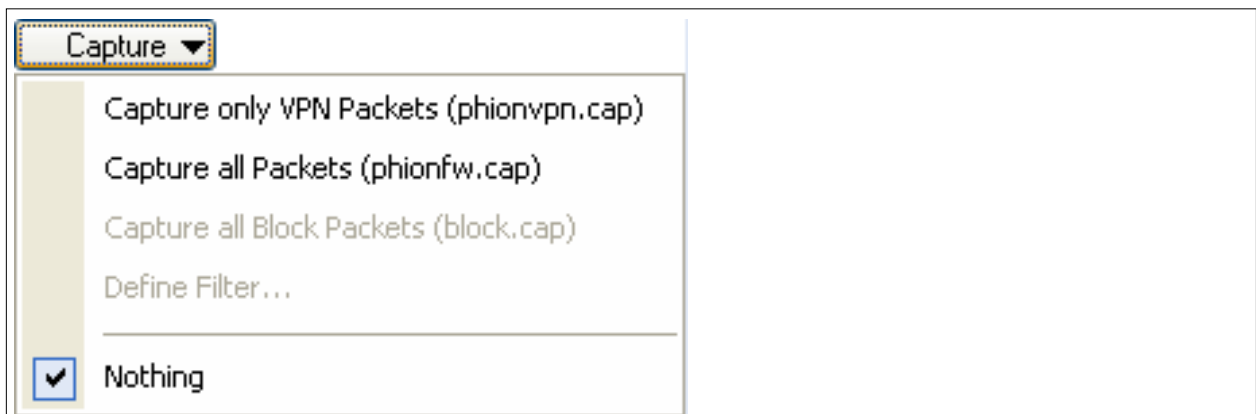 Capture
Capture only VPN Packets (phionvpn.cap)
Capture all Packets (phionfw.cap)
Capture all Block Packets (block.cap)
Define Filter...
Nothing